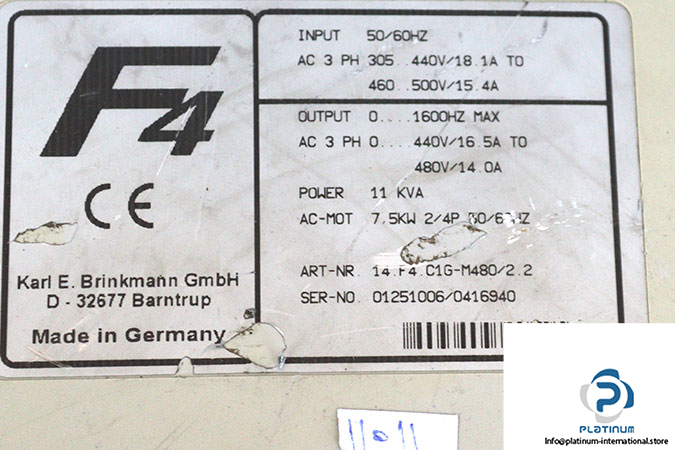 F4
CE
Karl E. Brinkmann GmbH
D - 32677 Barntrup
Made in Germany
INPUT 50/60HZ
AC 3 PH 305..440V/18.1A TO
460..500V/15.4A
OUTPUT 0....1600HZ MAX
AC 3 PH 0....440V/16.5A TO
480V/14.0A
POWER 11 KVA
AC-MOT 7.5KW 2/4P
ART-NR. 14.F4.C1G-M480/2.2
SER-NO. 01251006/0416940
11011
PLATINUM
Info@platinum-international.store